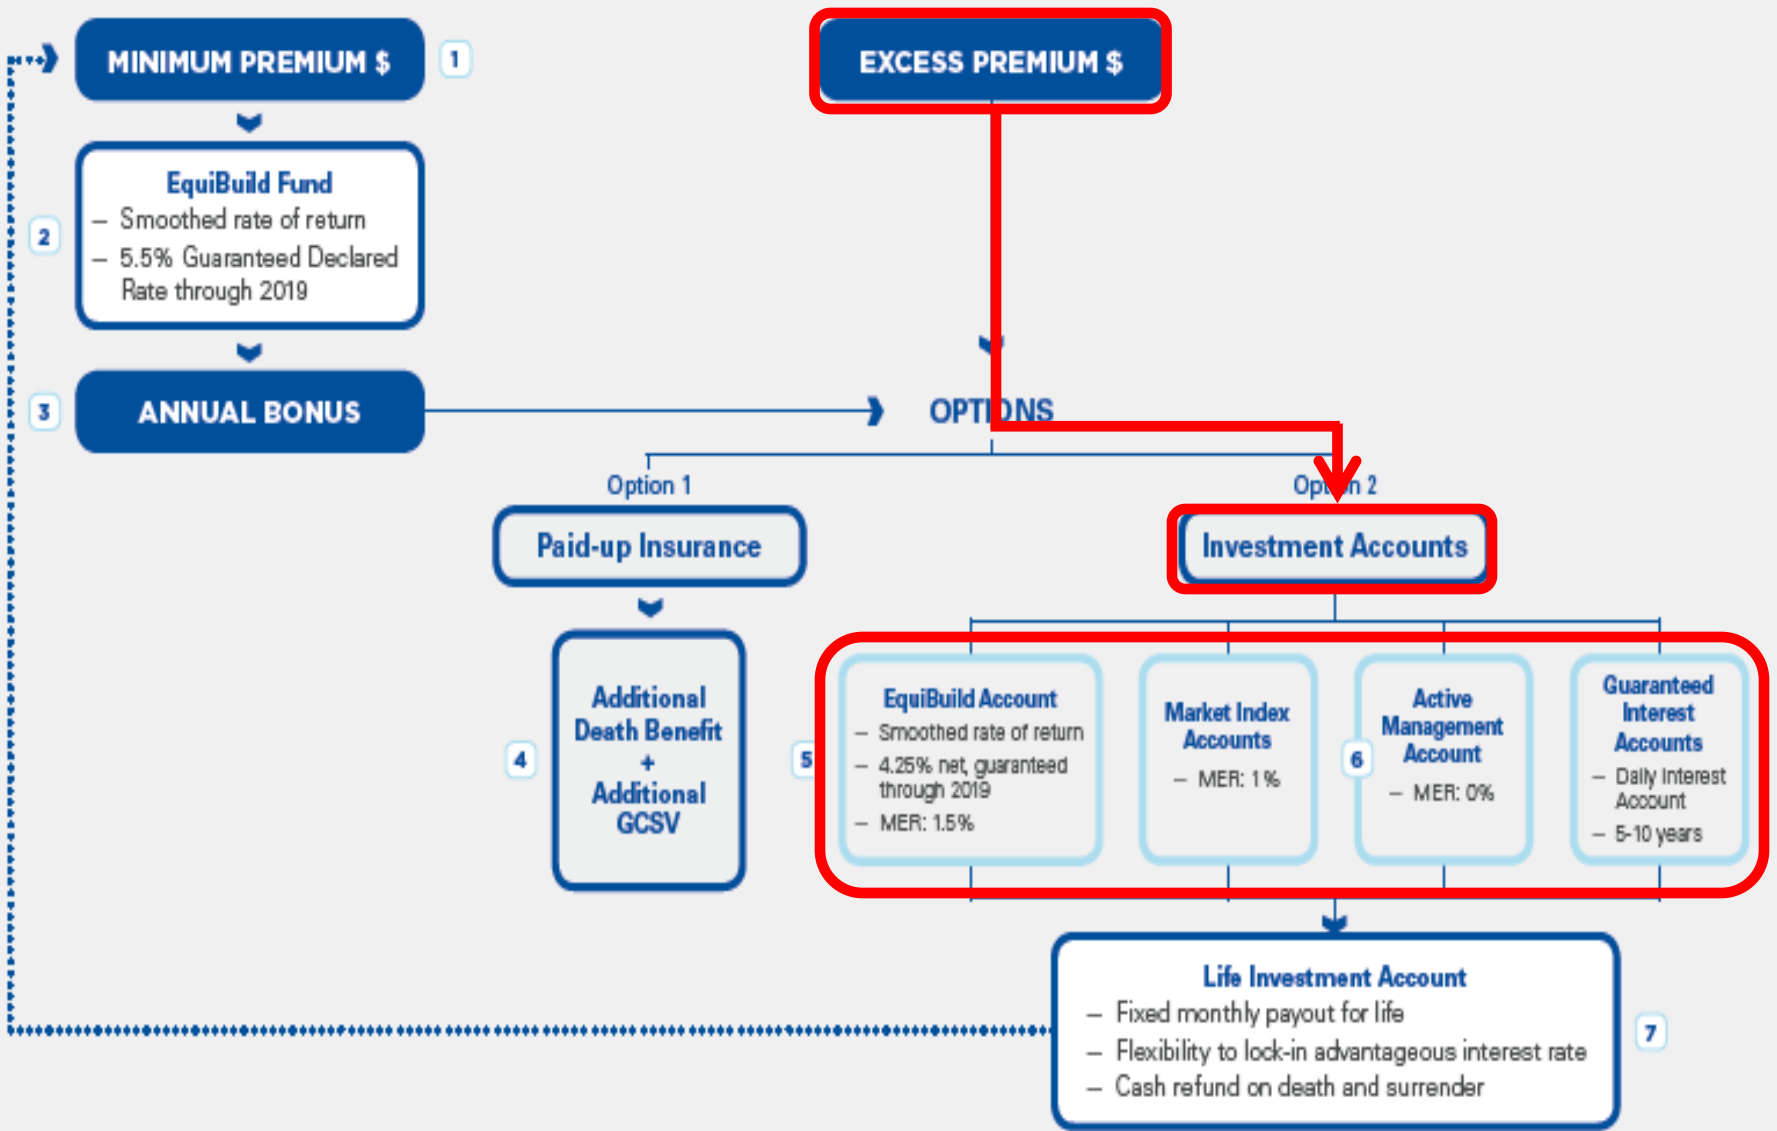 MINIMUM PREMIUM $
1
EXCESS PREMIUM $
EquiBuild Fund
– Smoothed rate of return
– 5.5% Guaranteed Declared
Rate through 2019
2
3
ANNUAL BONUS
OPTIONS
Option 1
Option 2
Paid-up Insurance
Investment Accounts
Additional
Death Benefit
+
Additional
GCSV
4
5
EquiBuild Account
– Smoothed rate of return
– 4.25% net, guaranteed
through 2019
– MER: 1.5%
Market Index
Accounts
– MER: 1%
6
Active
Management
Account
– MER: 0%
Guaranteed
Interest
Accounts
– Daily Interest
Account
– 5-10 years
Life Investment Account
– Fixed monthly payout for life
– Flexibility to lock-in advantageous interest rate
– Cash refund on death and surrender
7